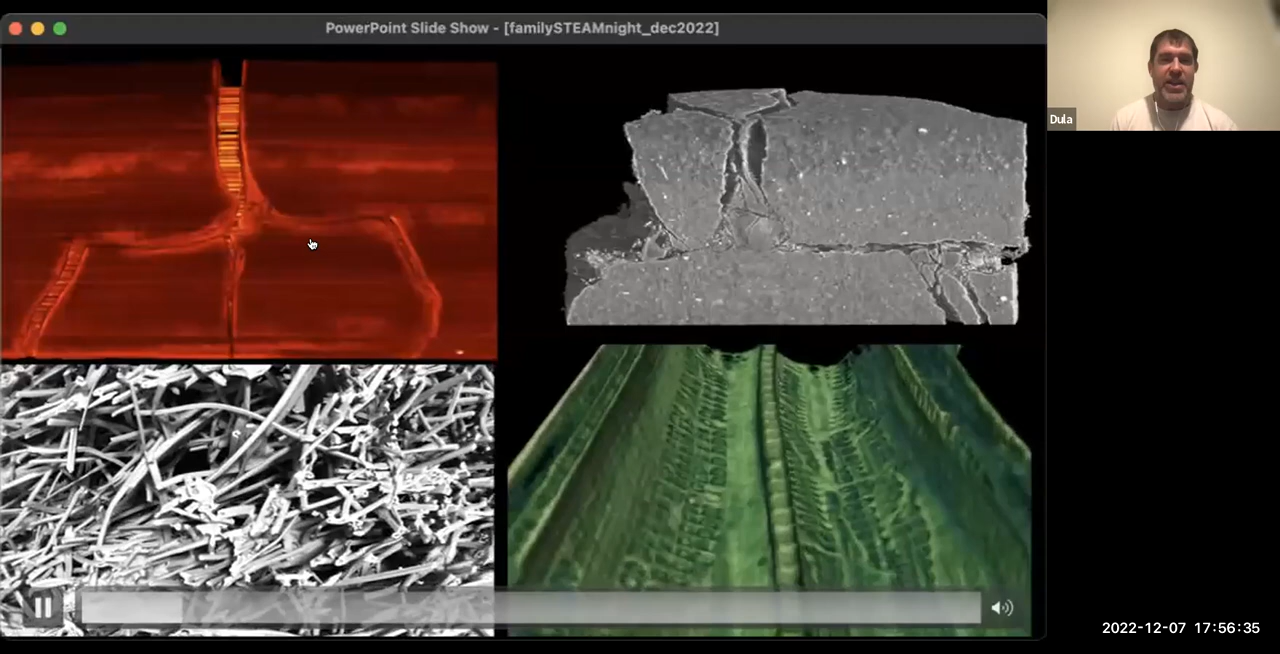 PowerPoint Slide Show - [familySTEAMnight_dec2022]
Dula
2022-12-07 17:56:35